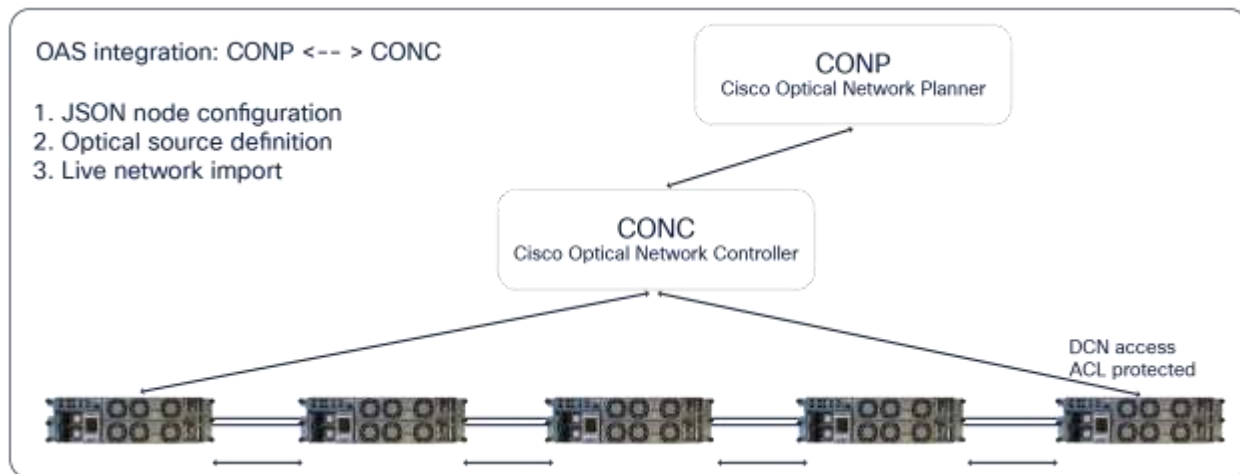 OAS integration: CONP <-- > CONC
1. JSON node configuration
2. Optical source definition
3. Live network import
CONP
Cisco Optical Network Planner
CONC
Cisco Optical Network Controller
DCN access
ACL protected